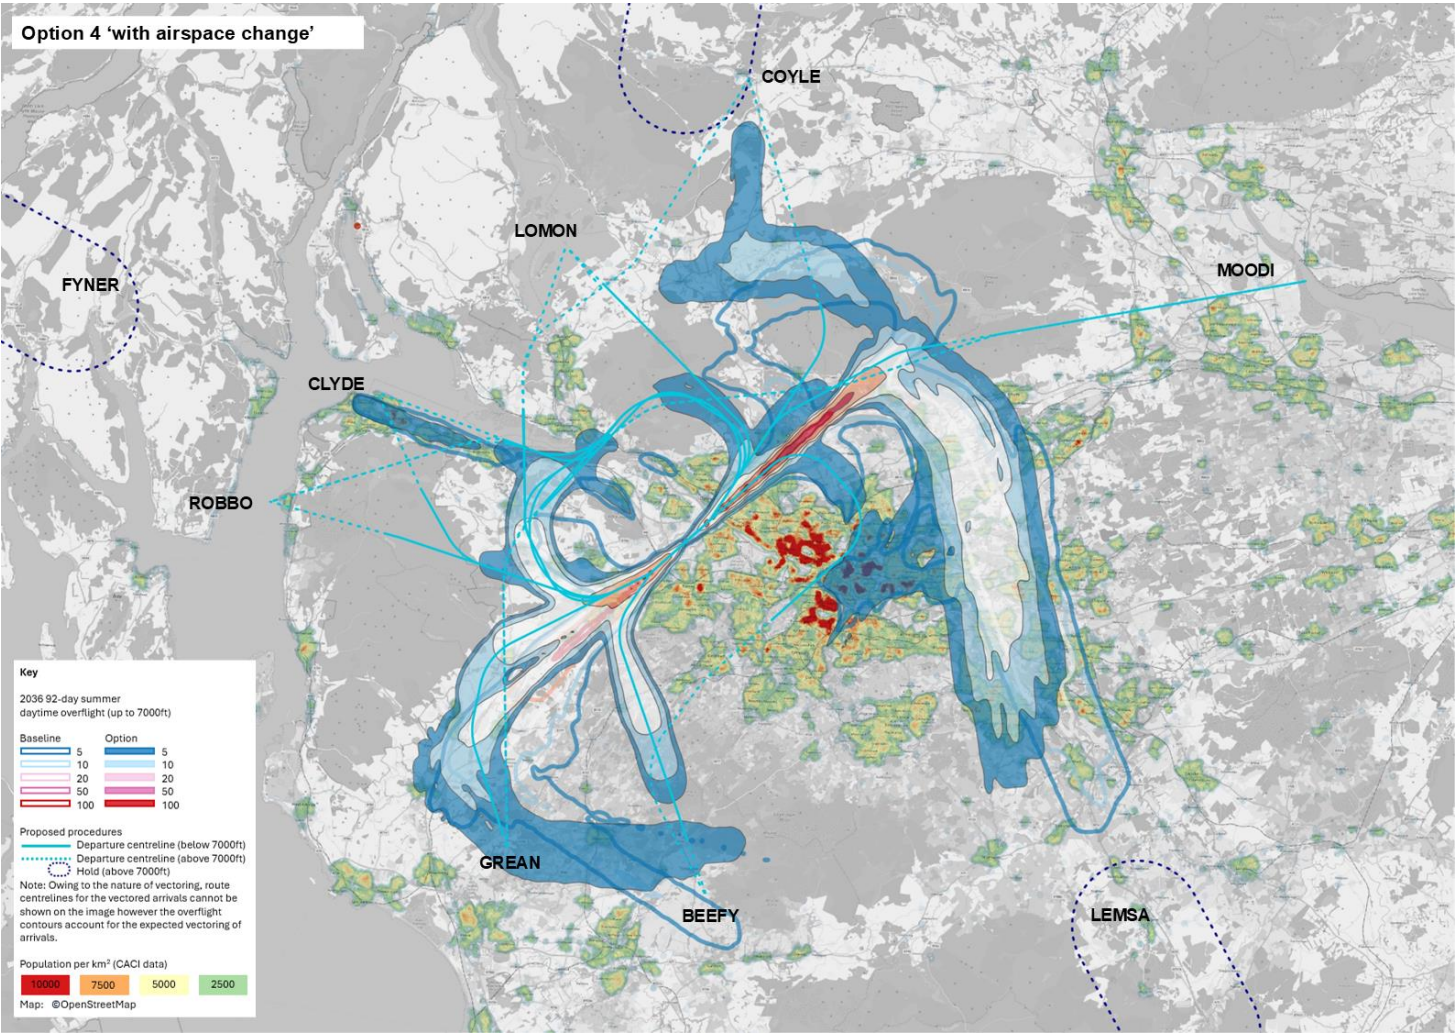 Option 4 ‘with airspace change’
COYLE
LOMON
MOODI
FYNER
CLYDE
ROBBO
GREAN
BEEFY
LEMSA
Key
2036 92-day summer
daytime overflight (up to 7000ft)
Baseline Option
5 5
10 10
20 20
50 50
100 100
Proposed procedures
Departure centreline (below 7000ft)
Departure centreline (above 7000ft)
Hold (above 7000ft)
Note: Owing to the nature of vectoring, route
centrelines for the vectored arrivals cannot be
shown on the image however the overflight
contours account for the expected vectoring of
arrivals.
Population per km² (CACI data)
10000 7500 5000 2500
Map: ©OpenStreetMap